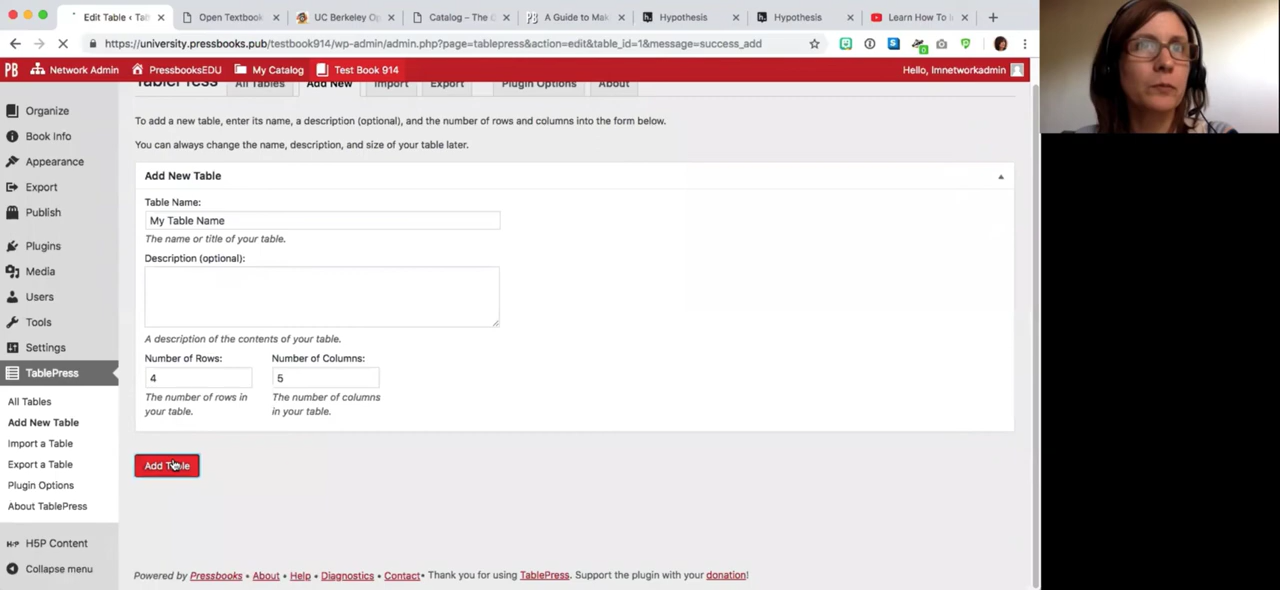 Edit Table ‹ Tab
Open Textbook
UC Berkeley Op
Catalog – The C
A Guide to Mak
Hypothesis
Hypothesis
Learn How To I
https://university.pressbooks.pub/testbook914/wp-admin/admin.php?page=tablepress&action=edit&table_id=1&message=success_add
Network Admin
PressbooksEDU
My Catalog
Test Book 914
Hello, lmnetworkadmin
Organize
Book Info
Appearance
Export
Publish
Plugins
Media
Users
Tools
Settings
TablePress
All Tables
Add New Table
Import a Table
Export a Table
Plugin Options
About TablePress
H5P Content
Collapse menu
TablePress
All Tables
Add New
Import
Export
Plugin Options
About
To add a new table, enter its name, a description (optional), and the number of rows and columns into the form below.
You can always change the name, description, and size of your table later.
Add New Table
Table Name:
My Table Name
The name or title of your table.
Description (optional):
A description of the contents of your table.
Number of Rows:
4
The number of rows in
your table.
Number of Columns:
5
The number of columns
in your table.
Add Table
Powered by Pressbooks • About • Help • Diagnostics • Contact• Thank you for using TablePress. Support the plugin with your donation!